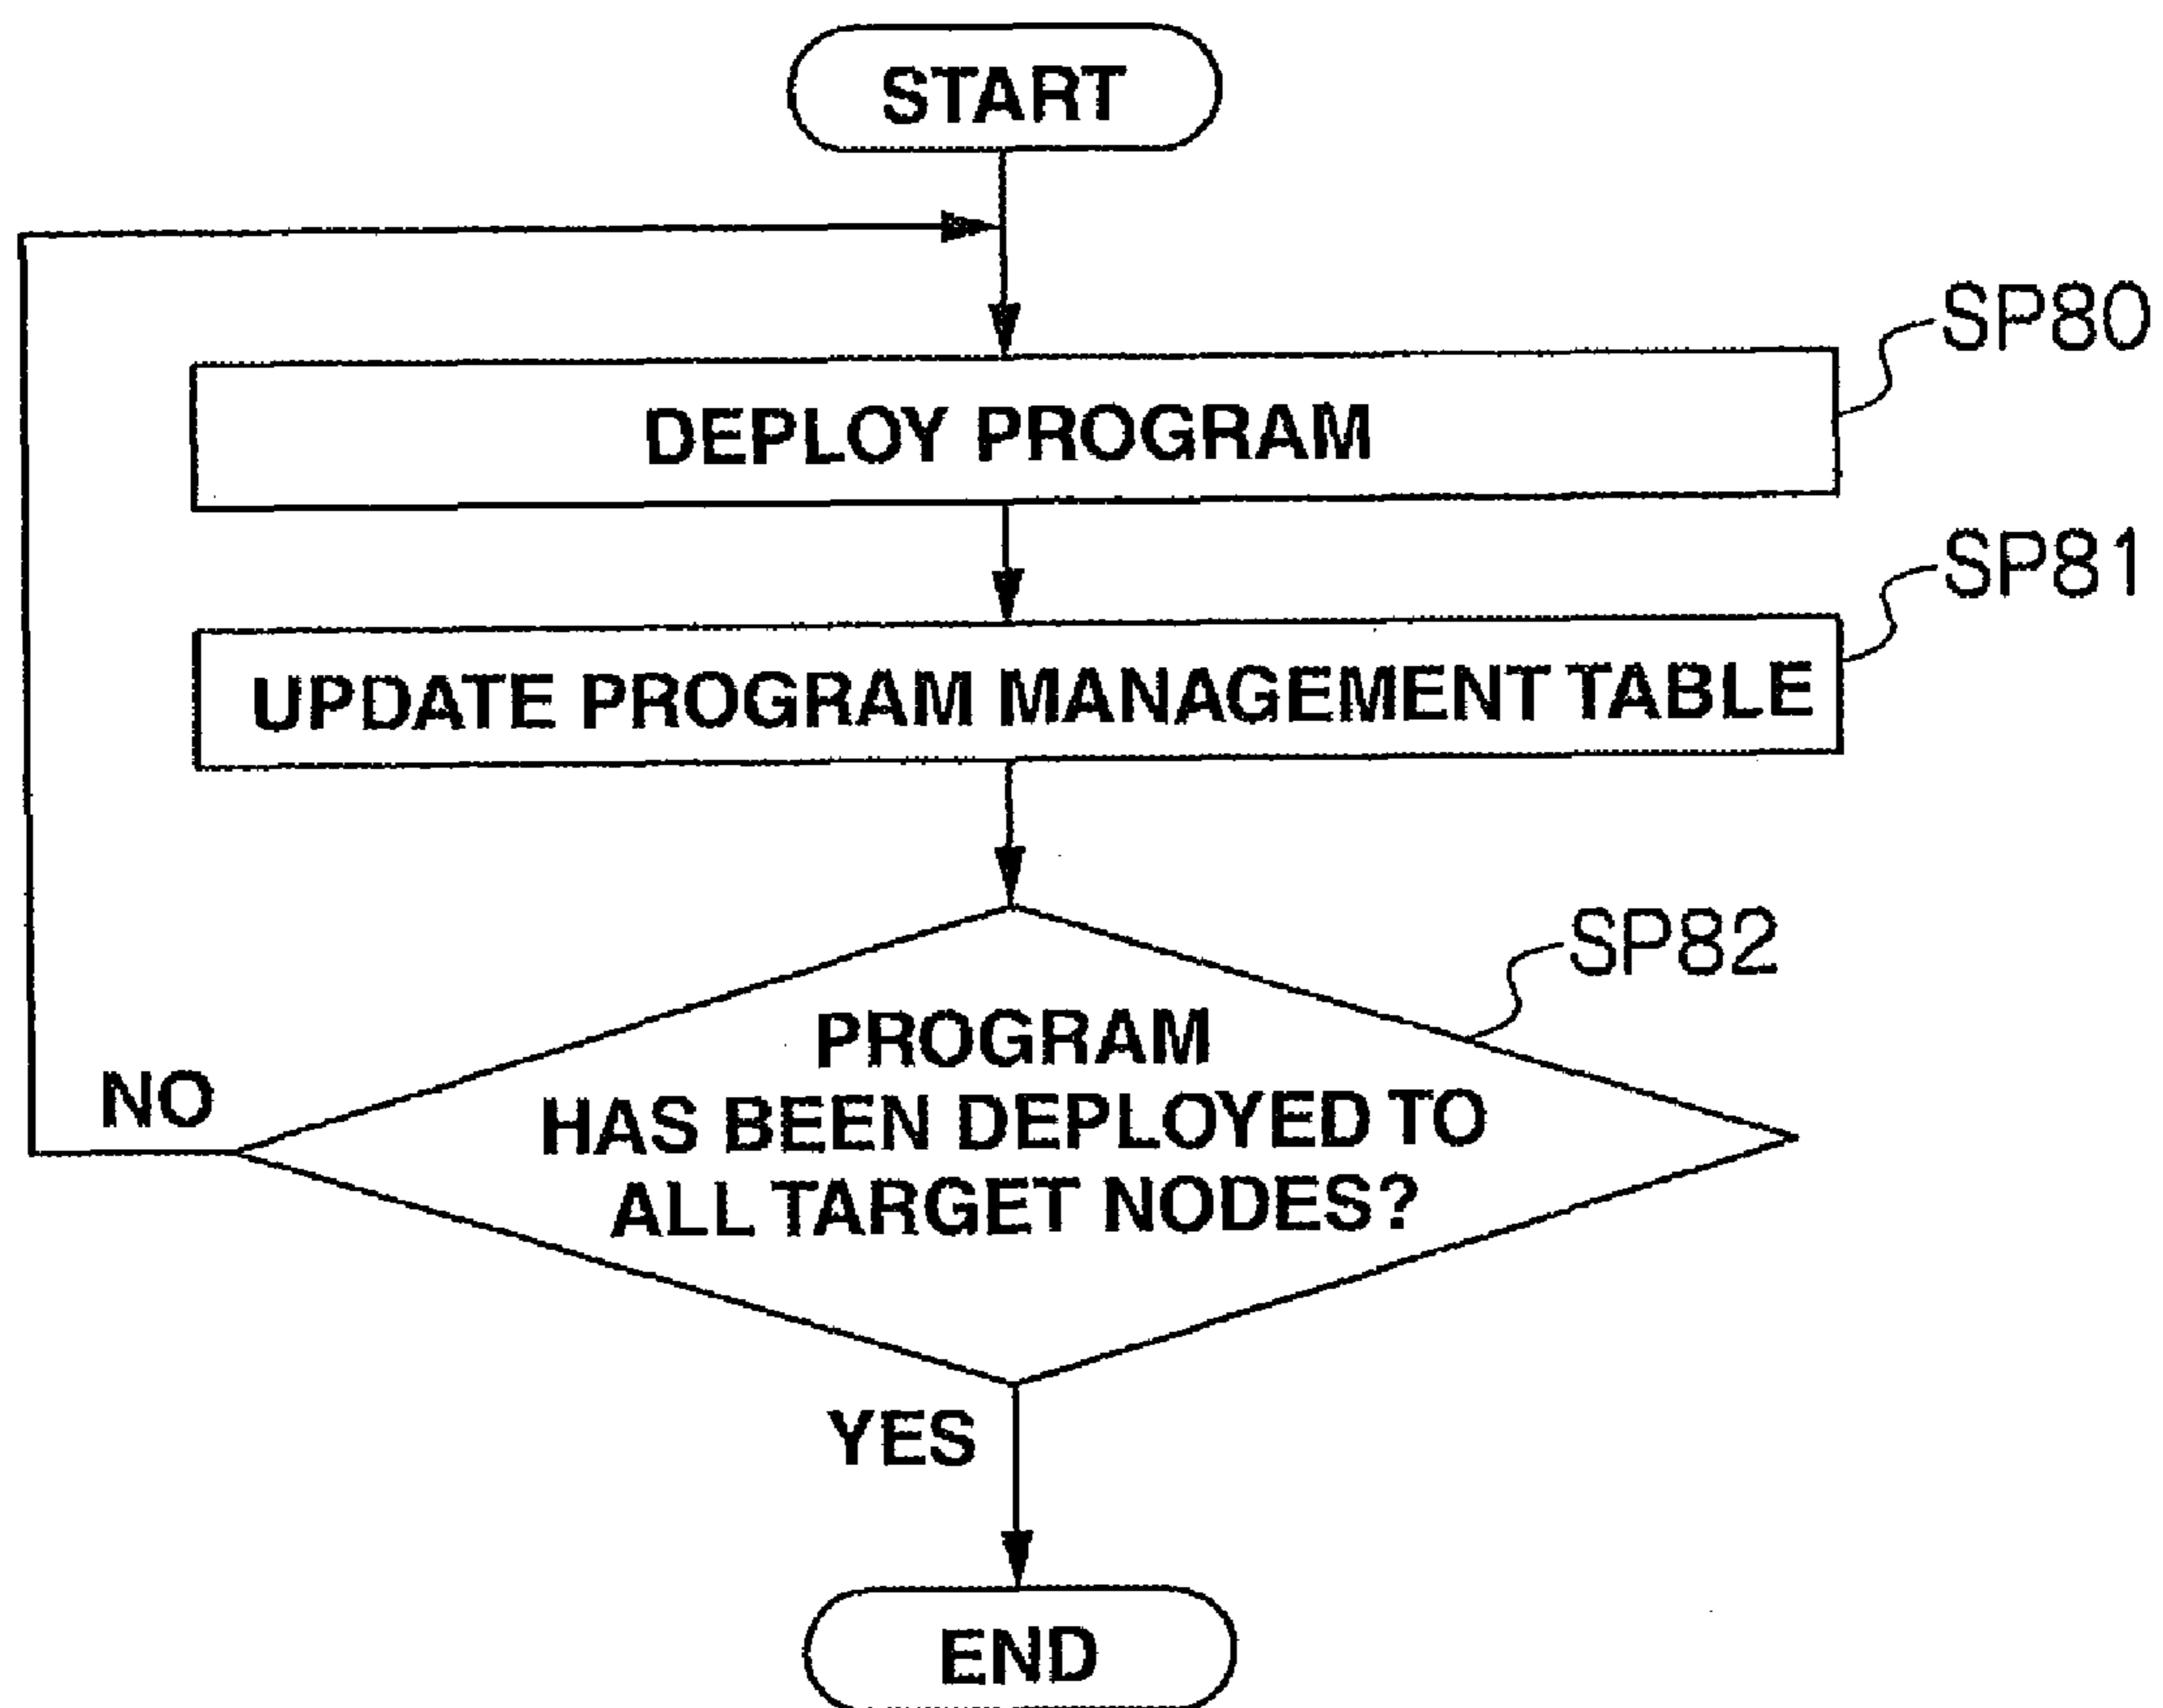 START
SP80
DEPLOY PROGRAM
SP81
UPDATE PROGRAM MANAGEMENT TABLE
SP82
PROGRAM
HAS BEEN DEPLOYED TO
ALL TARGET NODES?
NO
YES
END